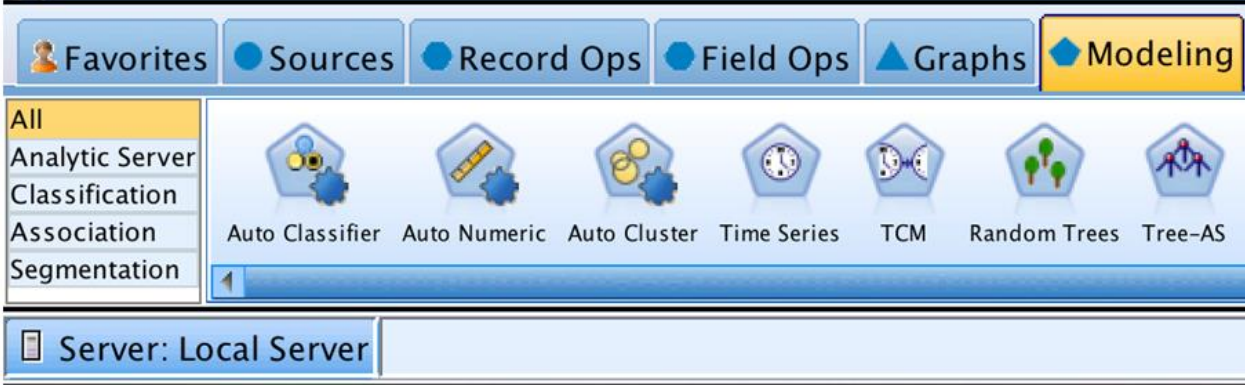 Favorites Sources Record Ops Field Ops Graphs Modeling
All
Analytic Server
Classification
Association
Segmentation
Auto Classifier Auto Numeric Auto Cluster Time Series TCM Random Trees Tree-AS
Server: Local Server